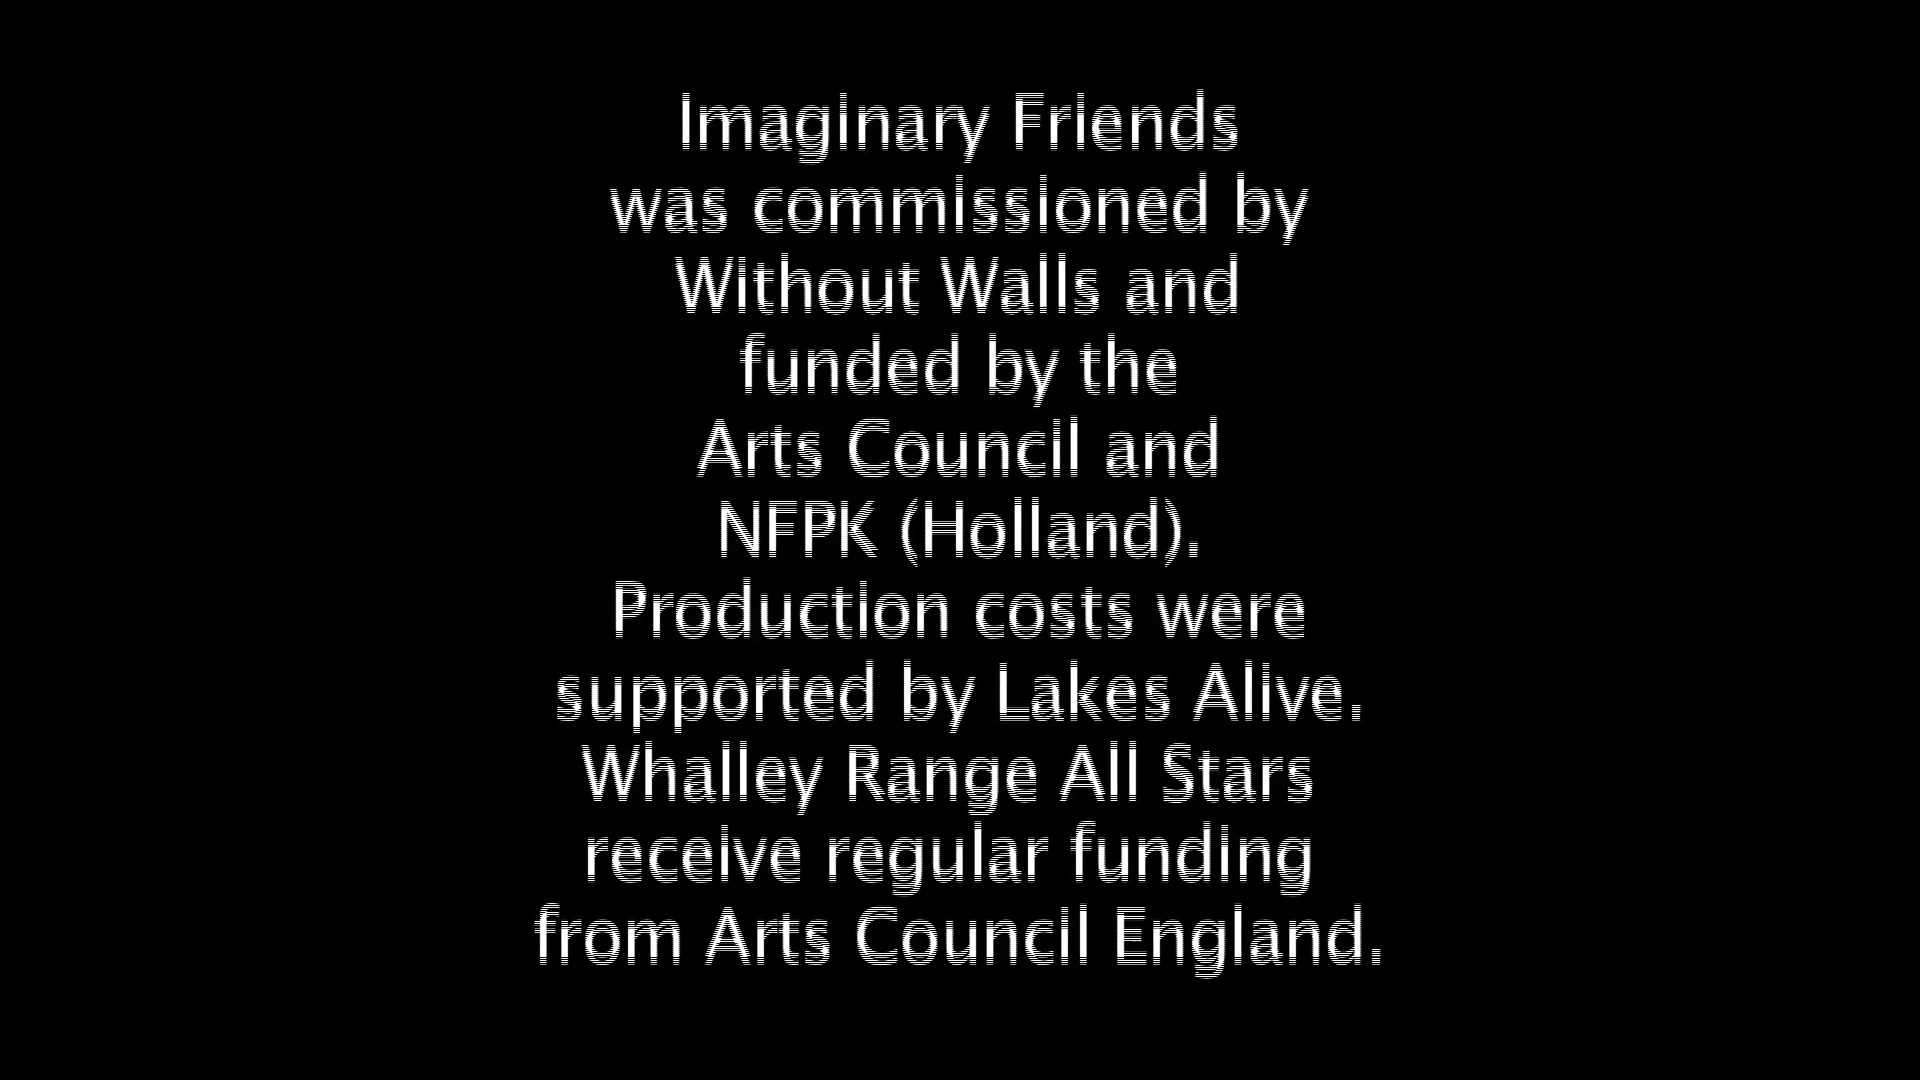 Imaginary Friends
was commissioned by
Without Walls and
funded by the
Arts Council and
NFPK (Holland).
Production costs were
supported by Lakes Alive.
Whalley Range All Stars
receive regular funding
from Arts Council England.